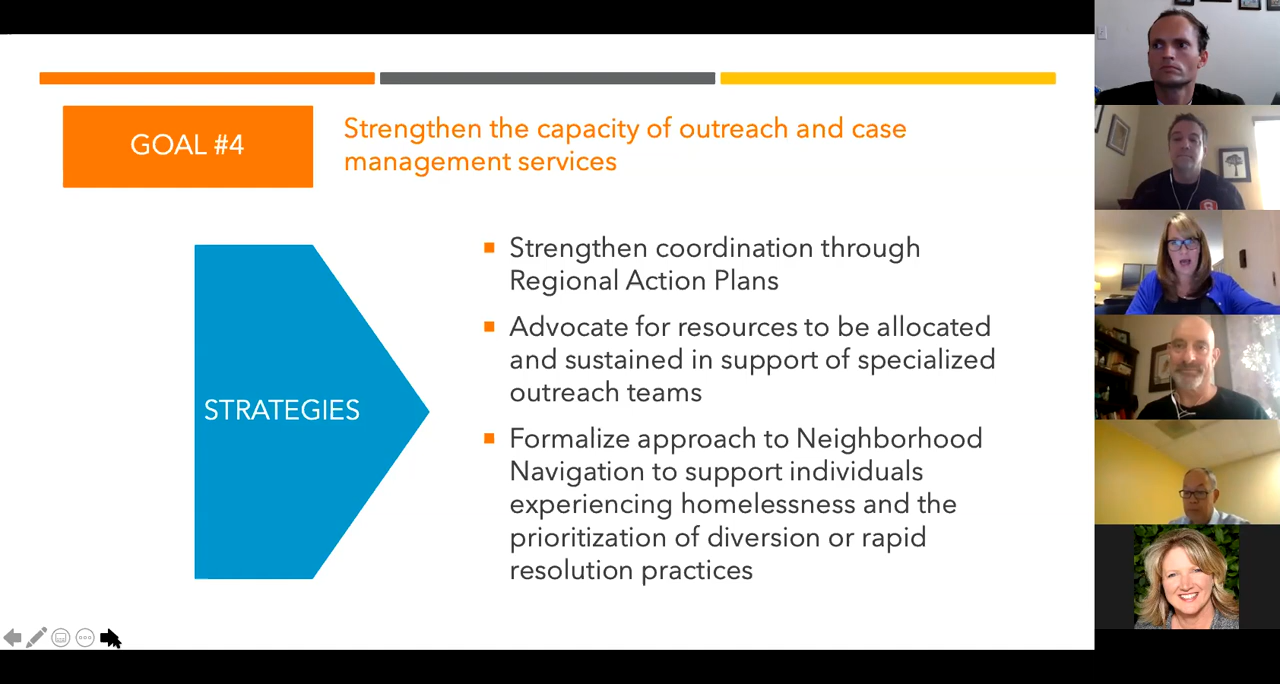 GOAL #4
Strengthen the capacity of outreach and case
management services
STRATEGIES
Strengthen coordination through
Regional Action Plans
Advocate for resources to be allocated
and sustained in support of specialized
outreach teams
Formalize approach to Neighborhood
Navigation to support individuals
experiencing homelessness and the
prioritization of diversion or rapid
resolution practices